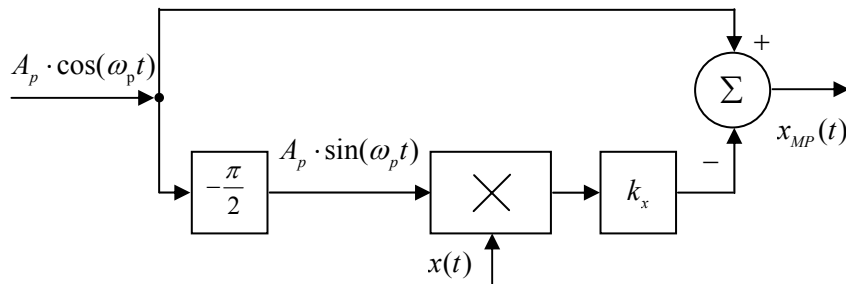 +
A_p · cos(ω_p t)
Σ
x_MP(t)
A_p · sin(ω_p t)
−
−π/2
×
k_x
x(t)